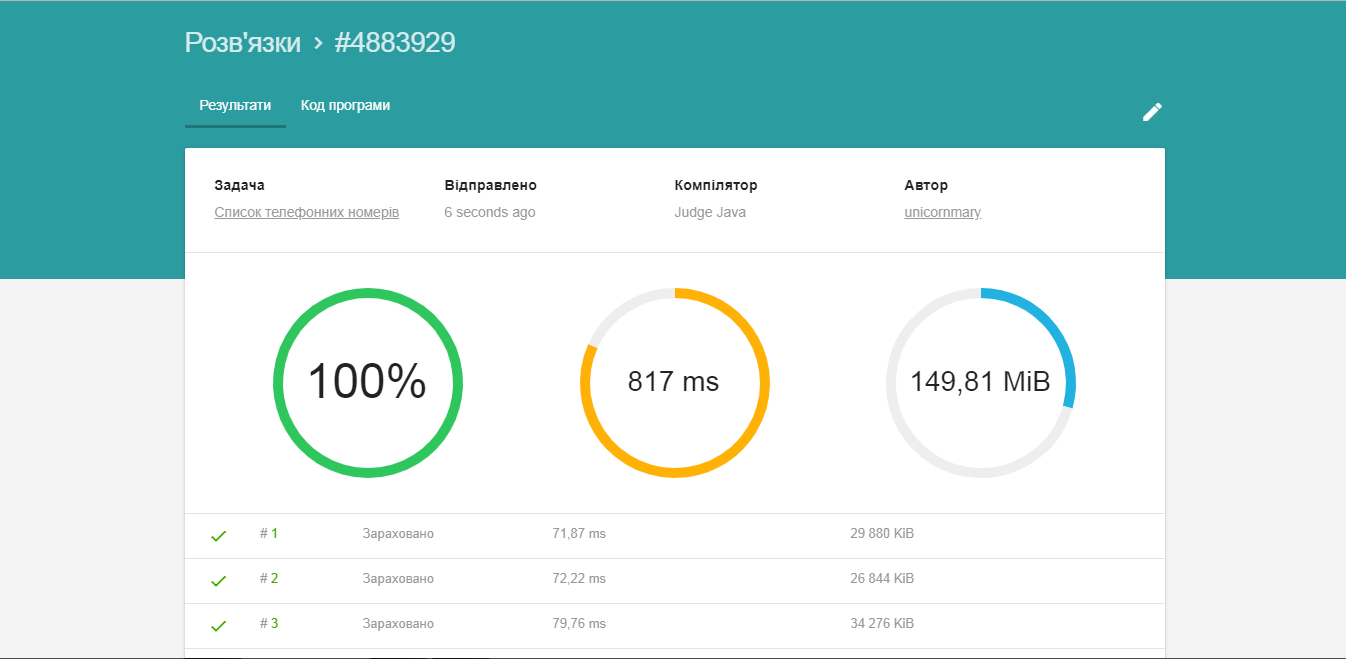 Розв'язки › #4883929
Результати Код програми
Задача Відправлено Компілятор Автор
Список телефонних номерів 6 seconds ago Judge Java unicornmary
100% 817 ms 149,81 MiB
# 1 Зараховано 71,87 ms 29 880 KiB
# 2 Зараховано 72,22 ms 26 844 KiB
# 3 Зараховано 79,76 ms 34 276 KiB